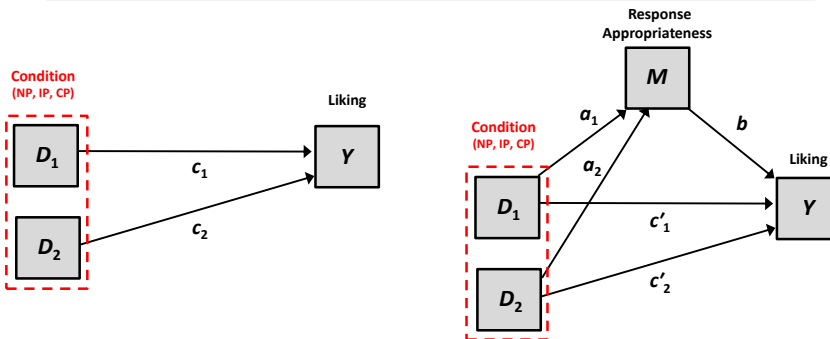 Condition
(NP, IP, CP)
Liking
D₁
c₁
Y
D₂
c₂
Response
Appropriateness
M
a₁
b
Condition
(NP, IP, CP)
a₂
Liking
D₁
c′₁
Y
D₂
c′₂